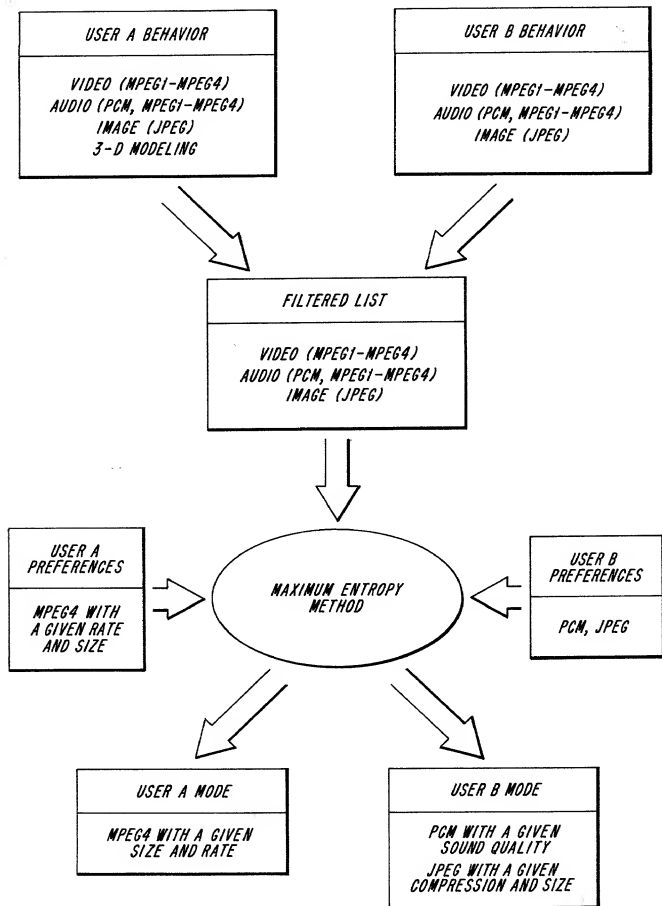 USER A BEHAVIOR
VIDEO (MPEG1-MPEG4)
AUDIO (PCM, MPEG1-MPEG4)
IMAGE (JPEG)
3-D MODELING
USER B BEHAVIOR
VIDEO (MPEG1-MPEG4)
AUDIO (PCM, MPEG1-MPEG4)
IMAGE (JPEG)
FILTERED LIST
VIDEO (MPEG1-MPEG4)
AUDIO (PCM, MPEG1-MPEG4)
IMAGE (JPEG)
USER A
PREFERENCES
MPEG4 WITH
A GIVEN RATE
AND SIZE
MAXIMUM ENTROPY
METHOD
USER B
PREFERENCES
PCM, JPEG
USER A MODE
MPEG4 WITH A GIVEN
SIZE AND RATE
USER B MODE
PCM WITH A GIVEN
SOUND QUALITY
JPEG WITH A GIVEN
COMPRESSION AND SIZE